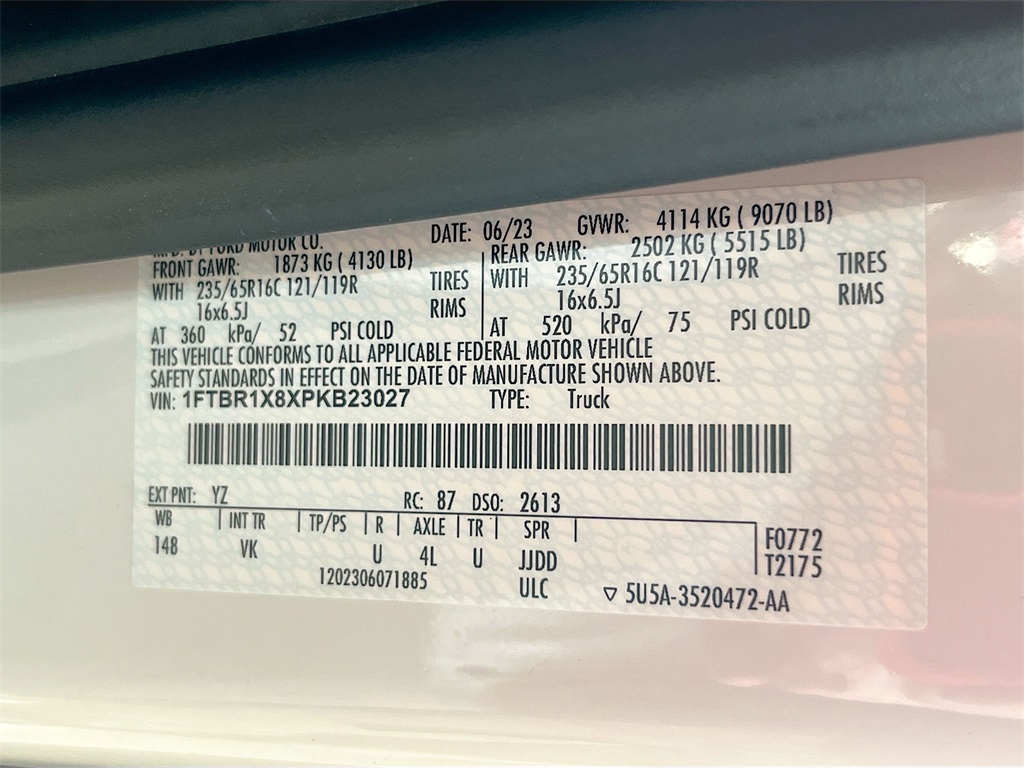 MFD. BY FORD MOTOR CO.
DATE: 06/23 GVWR: 4114 KG ( 9070 LB)
FRONT GAWR: 1873 KG ( 4130 LB) REAR GAWR: 2502 KG ( 5515 LB)
WITH 235/65R16C 121/119R TIRES WITH 235/65R16C 121/119R TIRES
16x6.5J RIMS 16x6.5J RIMS
AT 360 kPa/ 52 PSI COLD AT 520 kPa/ 75 PSI COLD
THIS VEHICLE CONFORMS TO ALL APPLICABLE FEDERAL MOTOR VEHICLE
SAFETY STANDARDS IN EFFECT ON THE DATE OF MANUFACTURE SHOWN ABOVE.
VIN: 1FTBR1X8XPKB23027 TYPE: Truck
EXT PNT: YZ RC: 87 DSO: 2613
WB INT TR TP/PS R AXLE TR SPR
148 VK U 4L U JJDD
F0772
T2175
1202306071885 ULC ▽ 5U5A-3520472-AA